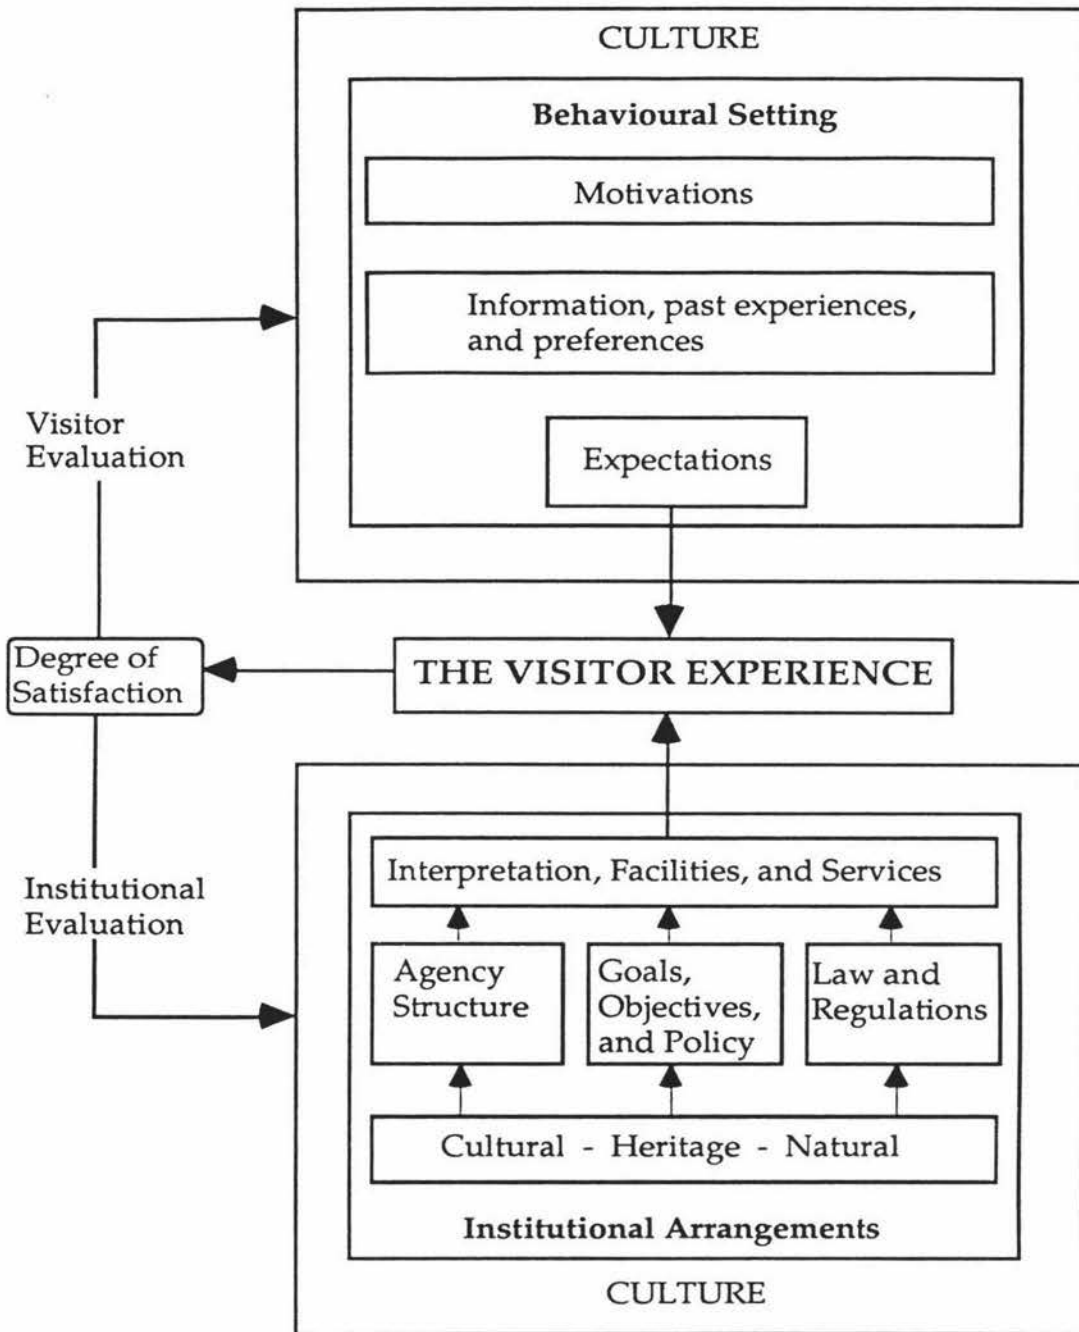 CULTURE
Behavioural Setting
Motivations
Information, past experiences,
and preferences
Visitor
Evaluation
Expectations
Degree of
Satisfaction
THE VISITOR EXPERIENCE
Interpretation, Facilities, and Services
Institutional
Evaluation
Agency
Structure
Goals,
Objectives,
and Policy
Law and
Regulations
Cultural - Heritage - Natural
Institutional Arrangements
CULTURE